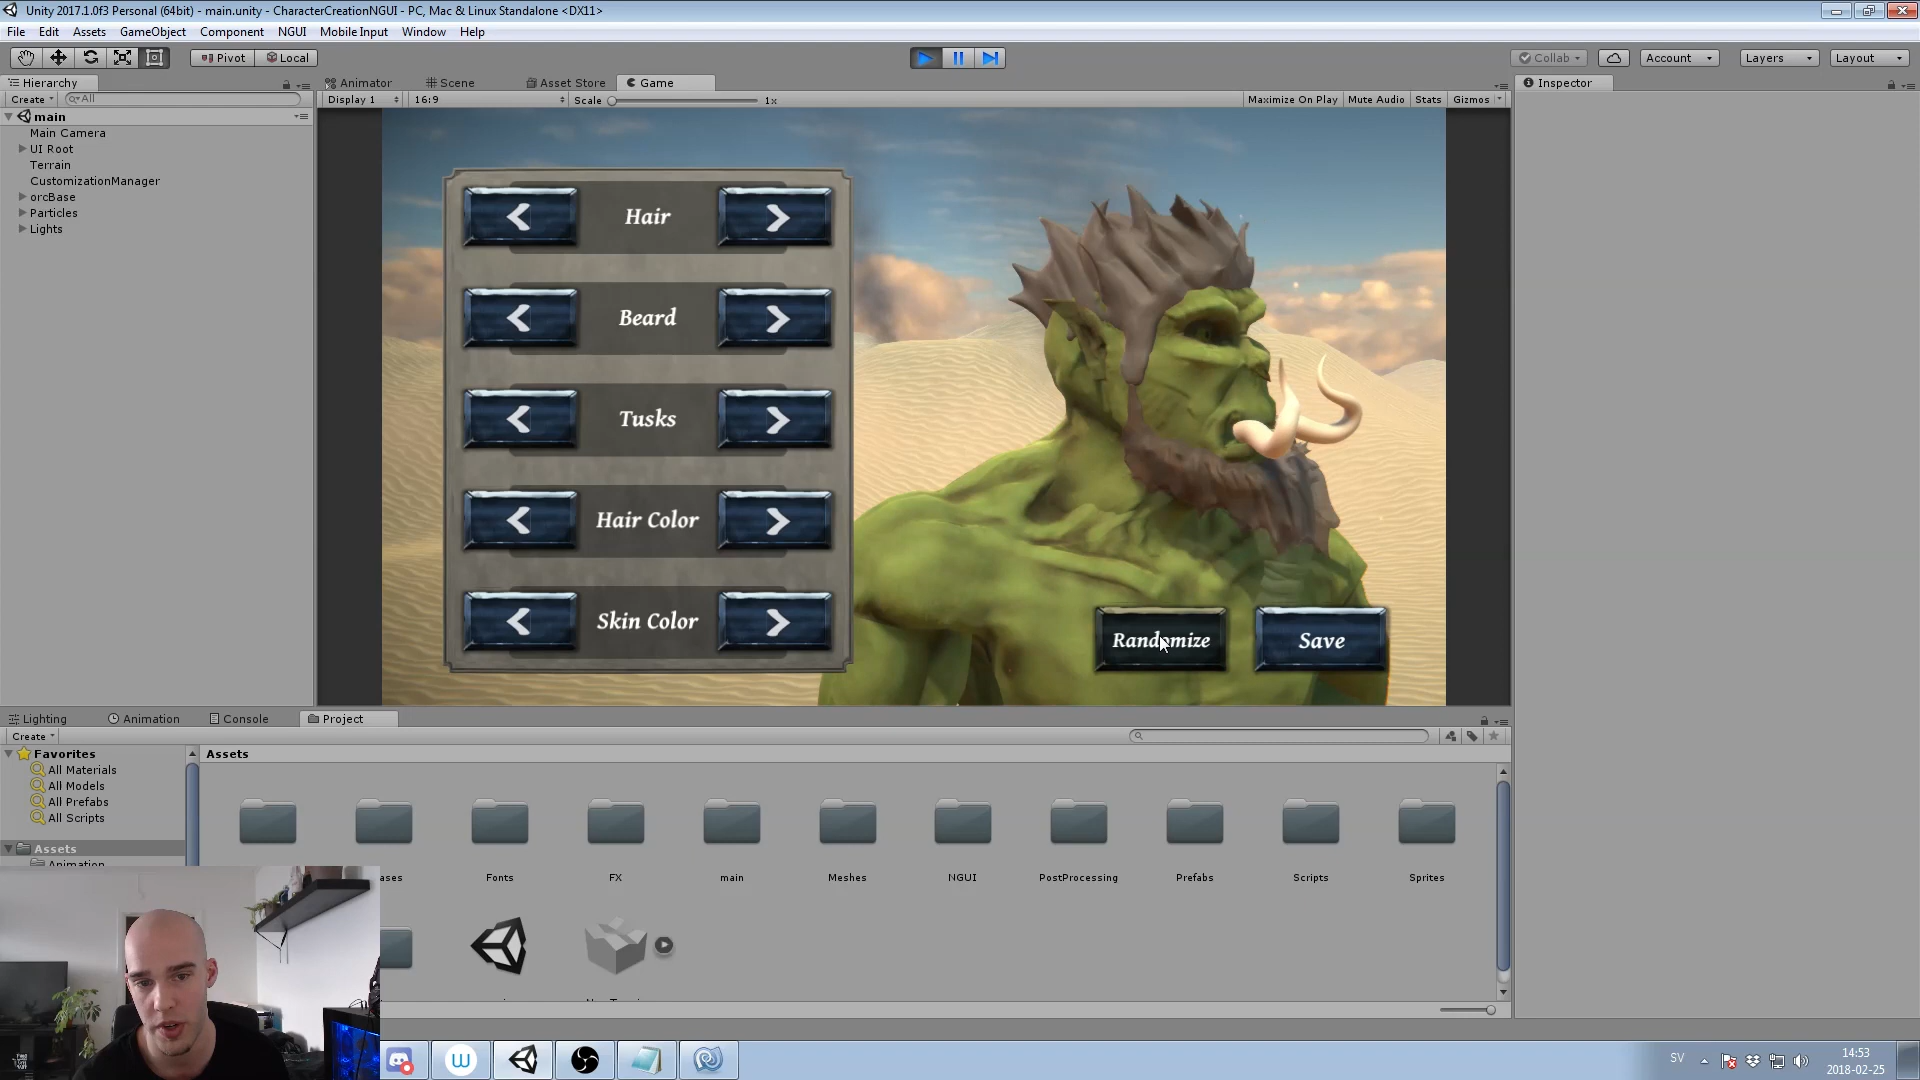 Unity 2017.1.0f3 Personal (64bit) - main.unity - CharacterCreationNGUI - PC, Mac & Linux Standalone <DX11>
File Edit Assets GameObject Component NGUI Mobile Input Window Help
Pivot Local Collab Account Layers Layout
Hierarchy Animator Scene Asset Store Game Inspector
Create All Display 1 16:9 Scale 1x Maximize On Play Mute Audio Stats Gizmos
main
Main Camera
UI Root
Terrain
CustomizationManager
orcBase
Particles
Lights
Hair
Beard
Tusks
Hair Color
Skin Color
Randomize Save
Lighting Animation Console Project
Create
Favorites Assets
All Materials
All Models
All Prefabs
All Scripts
Assets
Animation
ases Fonts FX main Meshes NGUI PostProcessing Prefabs Scripts Sprites
SV 14:53
2018-02-25